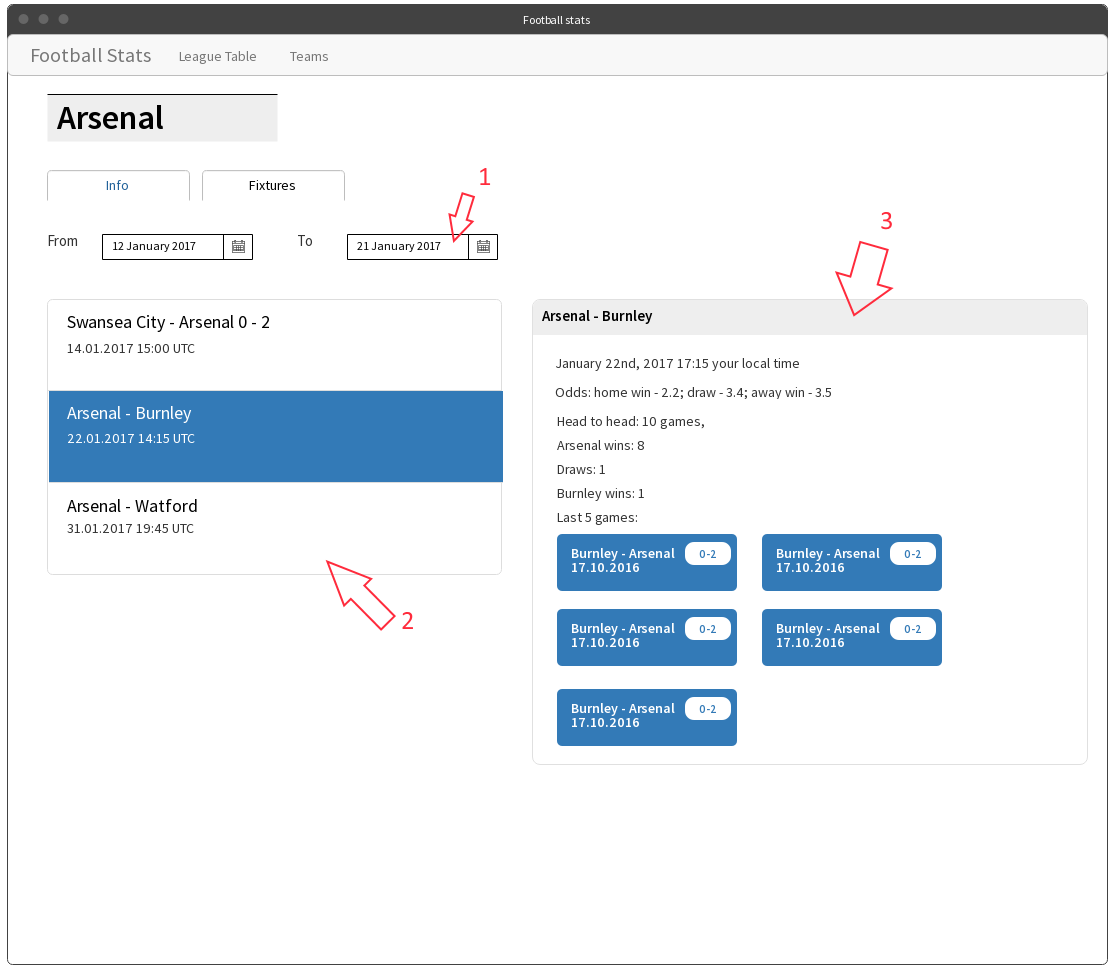 Football stats
Football Stats League Table Teams
Arsenal
Info Fixtures
1
From 12 January 2017 To 21 January 2017
3
Swansea City - Arsenal 0 - 2
14.01.2017 15:00 UTC
Arsenal - Burnley
22.01.2017 14:15 UTC
Arsenal - Watford
31.01.2017 19:45 UTC
2
Arsenal - Burnley
January 22nd, 2017 17:15 your local time
Odds: home win - 2.2; draw - 3.4; away win - 3.5
Head to head: 10 games,
Arsenal wins: 8
Draws: 1
Burnley wins: 1
Last 5 games:
Burnley - Arsenal 0-2
17.10.2016
Burnley - Arsenal 0-2
17.10.2016
Burnley - Arsenal 0-2
17.10.2016
Burnley - Arsenal 0-2
17.10.2016
Burnley - Arsenal 0-2
17.10.2016